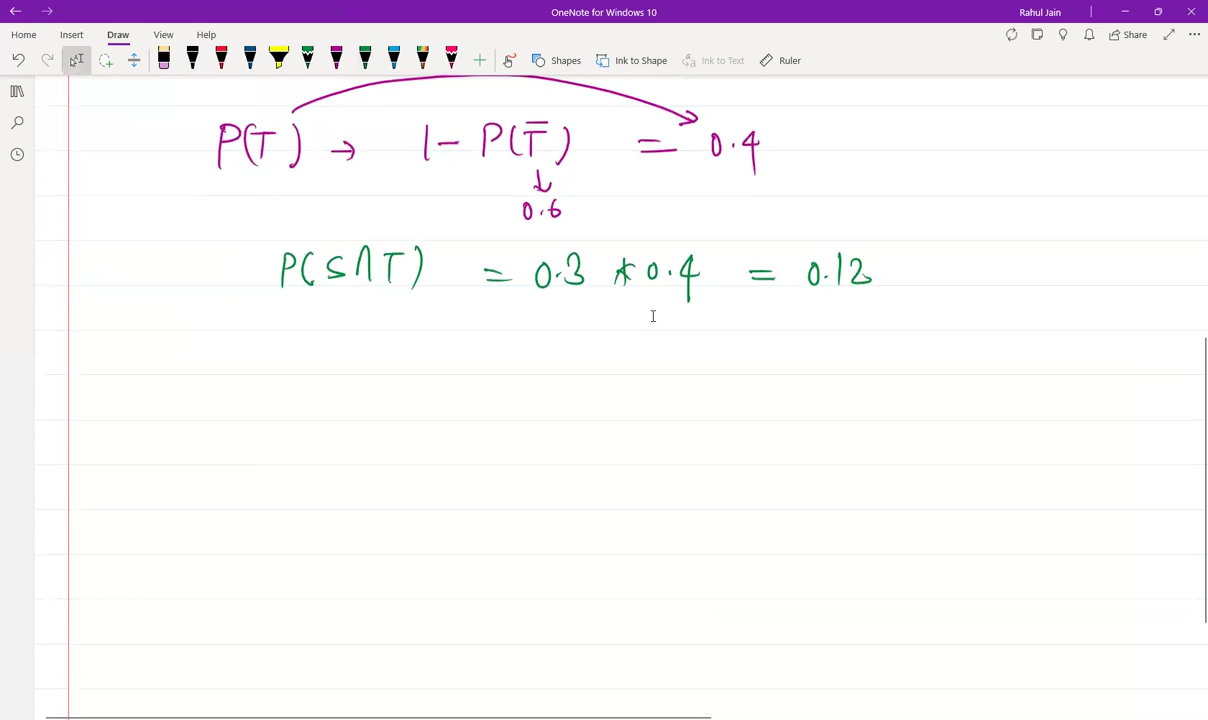 OneNote for Windows 10
Rahul Jain
Home Insert Draw View Help
Share
Shapes Ink to Shape Ink to Text Ruler
P(T) → 1 - P(T̅) = 0.4
↓
0.6
P(S∩T) = 0.3 * 0.4 = 0.12